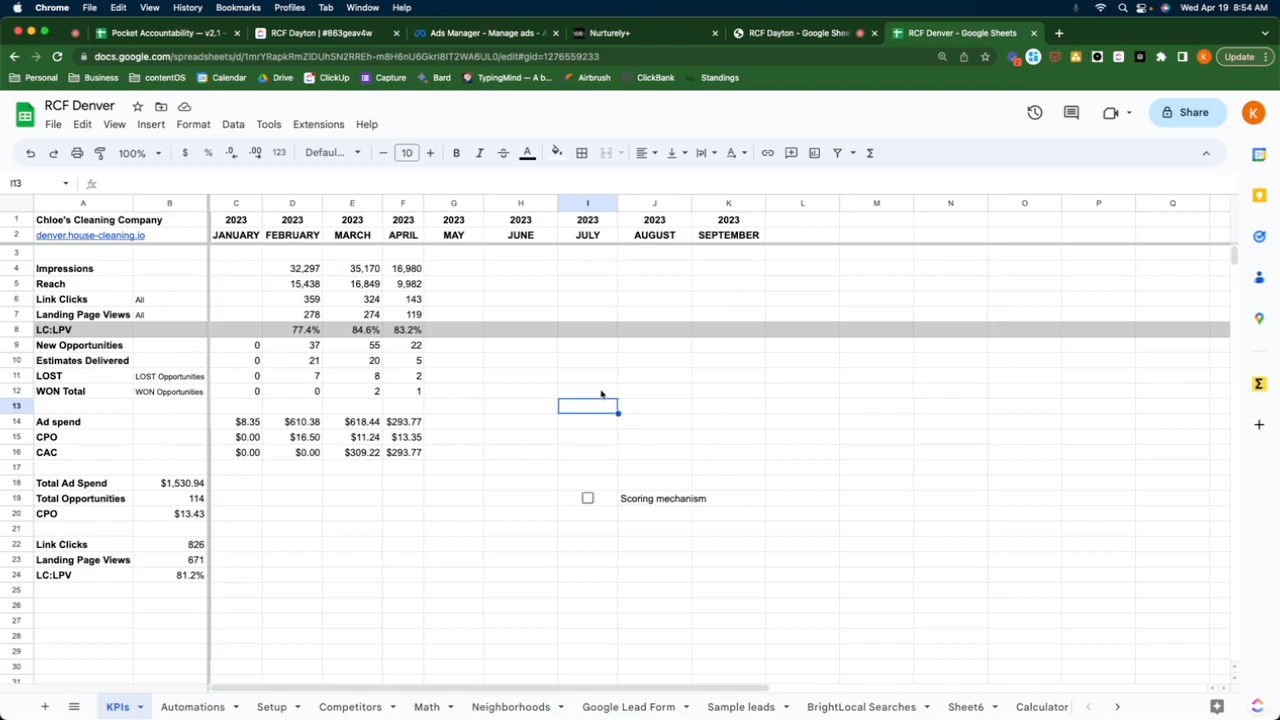 Chrome File Edit View History Bookmarks Profiles Tab Window Help Wed Apr 19 8:54 AM
Pocket Accountability — v2.1 - RCF Dayton | #863geav4w Ads Manager - Manage ads - A... Nurturely+ RCF Dayton - Google She RCF Denver - Google Sheets
docs.google.com/spreadsheets/d/1mrYRapkRmZIDUhSN2RREh-m8H6nU6GkrI8IT2WA6UL0/edit#gid=1276559233 Update
Personal Business contentOS Calendar Drive ClickUp Capture Bard TypingMind — A b... Airbrush ClickBank Standings
RCF Denver
Share
K
File Edit View Insert Format Data Tools Extensions Help
100% $ % .0 .00 123 Defaul... 10 B I A
I13 fx
A B C D E F G H I J K L M N O P Q
1 Chloe's Cleaning Company 2023 2023 2023 2023 2023 2023 2023 2023 2023
2 denver.house-cleaning.io JANUARY FEBRUARY MARCH APRIL MAY JUNE JULY AUGUST SEPTEMBER
3
4 Impressions 32,297 35,170 16,980
5 Reach 15,438 16,849 9,982
6 Link Clicks All 359 324 143
7 Landing Page Views All 278 274 119
8 LC:LPV 77.4% 84.6% 83.2%
9 New Opportunities 0 37 55 22
10 Estimates Delivered 0 21 20 5
11 LOST LOST Opportunities 0 7 8 2
12 WON Total WON Opportunities 0 0 2 1
13
14 Ad spend $8.35 $610.38 $618.44 $293.77
15 CPO $0.00 $16.50 $11.24 $13.35
16 CAC $0.00 $0.00 $309.22 $293.77
17
18 Total Ad Spend $1,530.94
19 Total Opportunities 114 Scoring mechanism
20 CPO $13.43
21
22 Link Clicks 826
23 Landing Page Views 671
24 LC:LPV 81.2%
25
26
27
28
29
30
31
KPIs Automations Setup Competitors Math Neighborhoods Google Lead Form Sample leads BrightLocal Searches Sheet6 Calculator